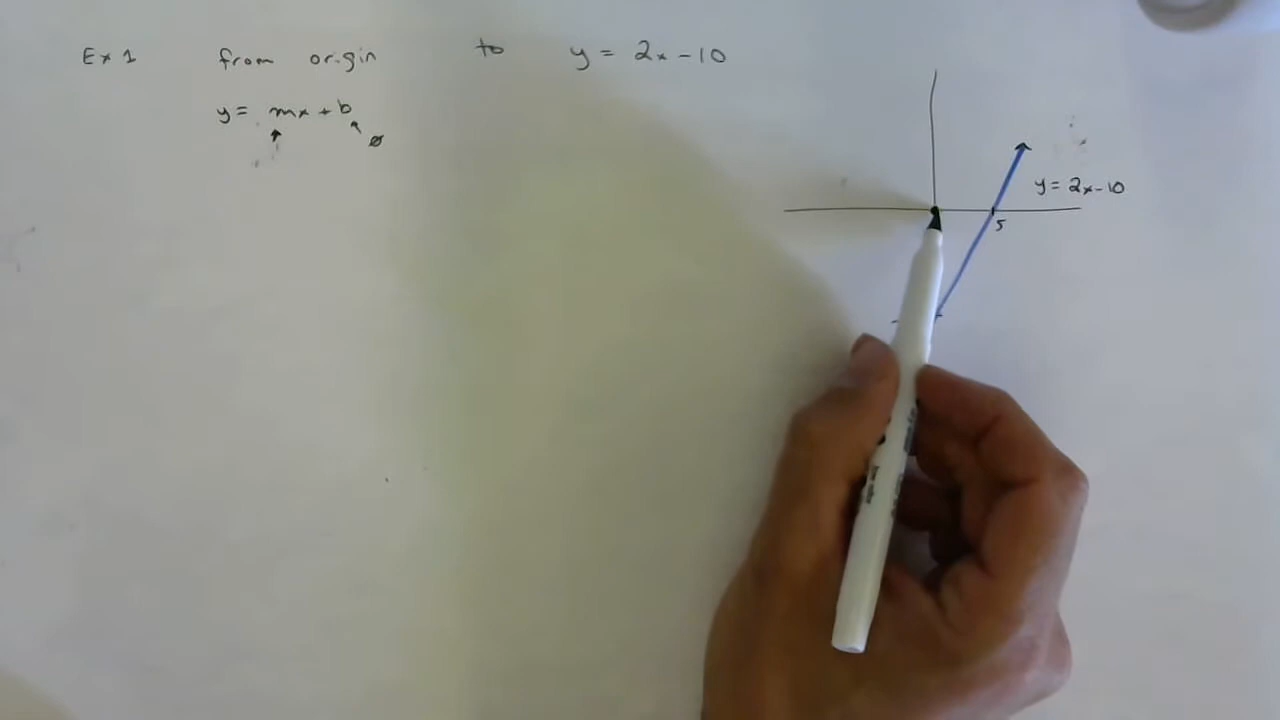 Ex 1 from origin to y = 2x - 10
y = mx + b
ø
y = 2x - 10
5